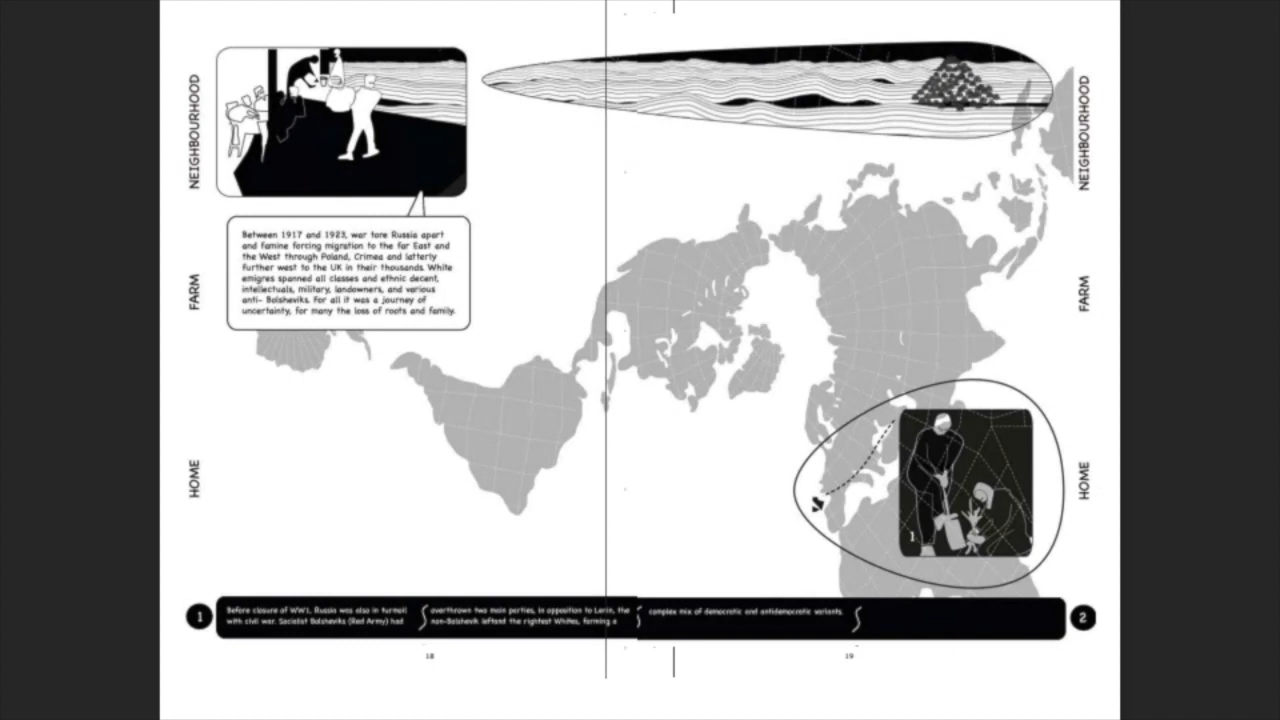 NEIGHBOURHOOD
FARM
HOME
Between 1917 and 1923, war tore Russia apart
and famine forcing migration to the far East and
the West through Poland, Crimea and latterly
further west to the UK in their thousands. White
emigres spanned all classes and ethnic decent,
intellectuals, military, landowners, and various
anti- Bolsheviks. For all it was a journey of
uncertainty, for many the loss of roots and family.
NEIGHBOURHOOD
FARM
HOME
1
1
Before closure of WW1, Russia was also in turmoil
with civil war. Socialist Bolsheviks (Red Army) had
overthrown two main parties, in opposition to Lenin, the
non-Bolshevik leftand the rightest Whites, forming a
complex mix of democratic and antidemocratic variants.
2
18
19